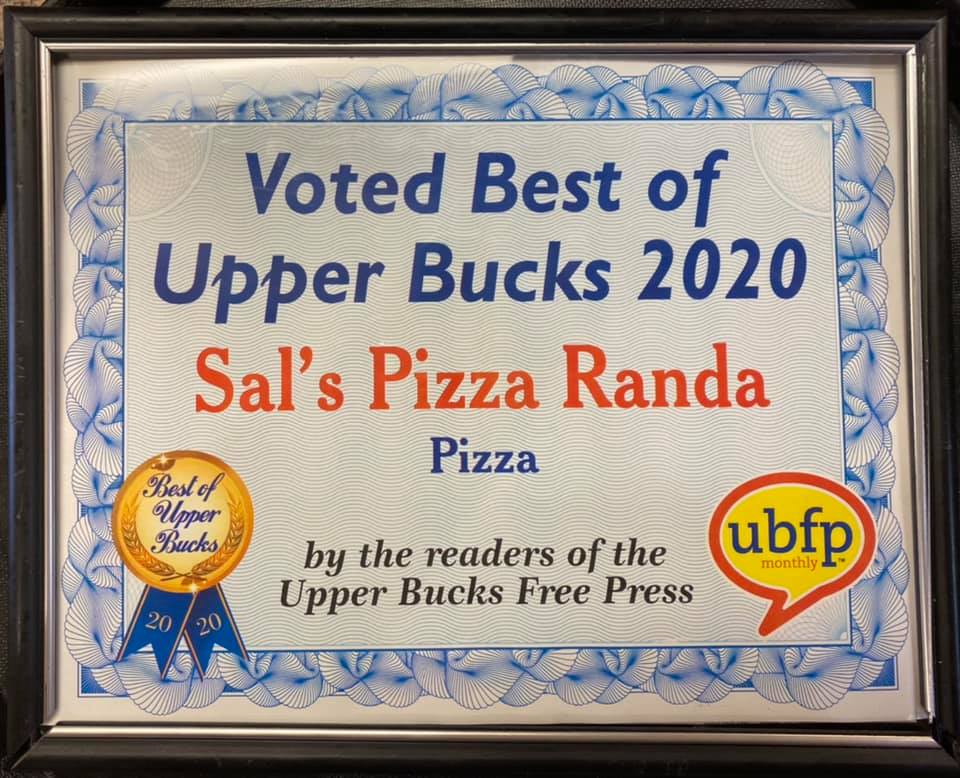 Voted Best of
Upper Bucks 2020
Sal's Pizza Randa
Pizza
Best of
Upper
Bucks
20 20
by the readers of the
Upper Bucks Free Press
ubfp
monthly™